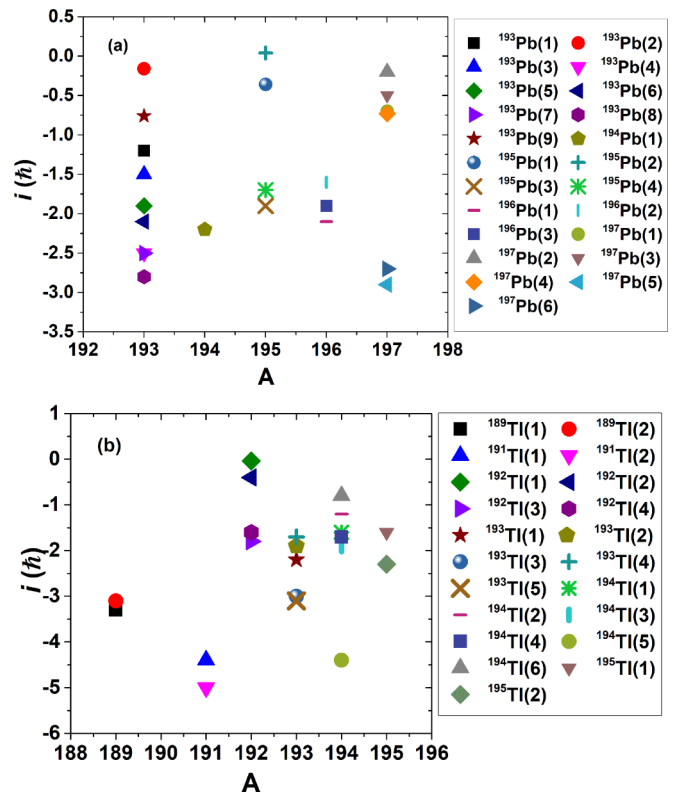 (a)
0.0
-0.5
-1.0
-1.5
-2.0
-2.5
-3.0
-3.5
i (ħ)
192 193 194 195 196 197 198
A
¹⁹³Pb(1) ¹⁹³Pb(2)
¹⁹³Pb(3) ¹⁹³Pb(4)
¹⁹³Pb(5) ¹⁹³Pb(6)
¹⁹³Pb(7) ¹⁹³Pb(8)
¹⁹³Pb(9) ¹⁹⁴Pb(1)
¹⁹⁵Pb(1) ¹⁹⁵Pb(2)
¹⁹⁵Pb(3) ¹⁹⁵Pb(4)
¹⁹⁶Pb(1) ¹⁹⁶Pb(2)
¹⁹⁶Pb(3) ¹⁹⁷Pb(1)
¹⁹⁷Pb(2) ¹⁹⁷Pb(3)
¹⁹⁷Pb(4) ¹⁹⁷Pb(5)
¹⁹⁷Pb(6)
(b)
1
0
-1
-2
-3
-4
-5
-6
i (ħ)
188 189 190 191 192 193 194 195 196
A
¹⁸⁹Tl(1) ¹⁸⁹Tl(2)
¹⁹¹Tl(1) ¹⁹¹Tl(2)
¹⁹²Tl(1) ¹⁹²Tl(2)
¹⁹²Tl(3) ¹⁹²Tl(4)
¹⁹³Tl(1) ¹⁹³Tl(2)
¹⁹³Tl(3) ¹⁹³Tl(4)
¹⁹³Tl(5) ¹⁹⁴Tl(1)
¹⁹⁴Tl(2) ¹⁹⁴Tl(3)
¹⁹⁴Tl(4) ¹⁹⁴Tl(5)
¹⁹⁴Tl(6) ¹⁹⁵Tl(1)
¹⁹⁵Tl(2)